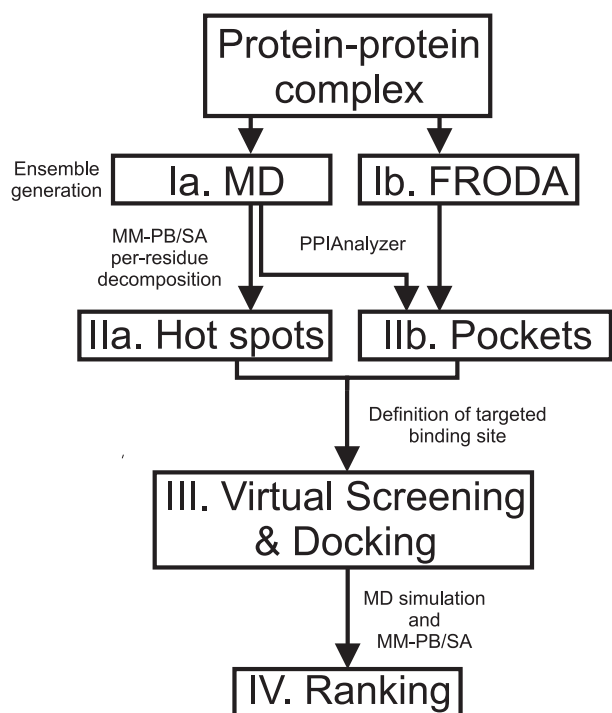 Protein-protein
complex
Ensemble
generation
Ia. MD
Ib. FRODA
MM-PB/SA
per-residue
decomposition
PPIAnalyzer
IIa. Hot spots
IIb. Pockets
Definition of targeted
binding site
III. Virtual Screening
& Docking
MD simulation
and
MM-PB/SA
IV. Ranking